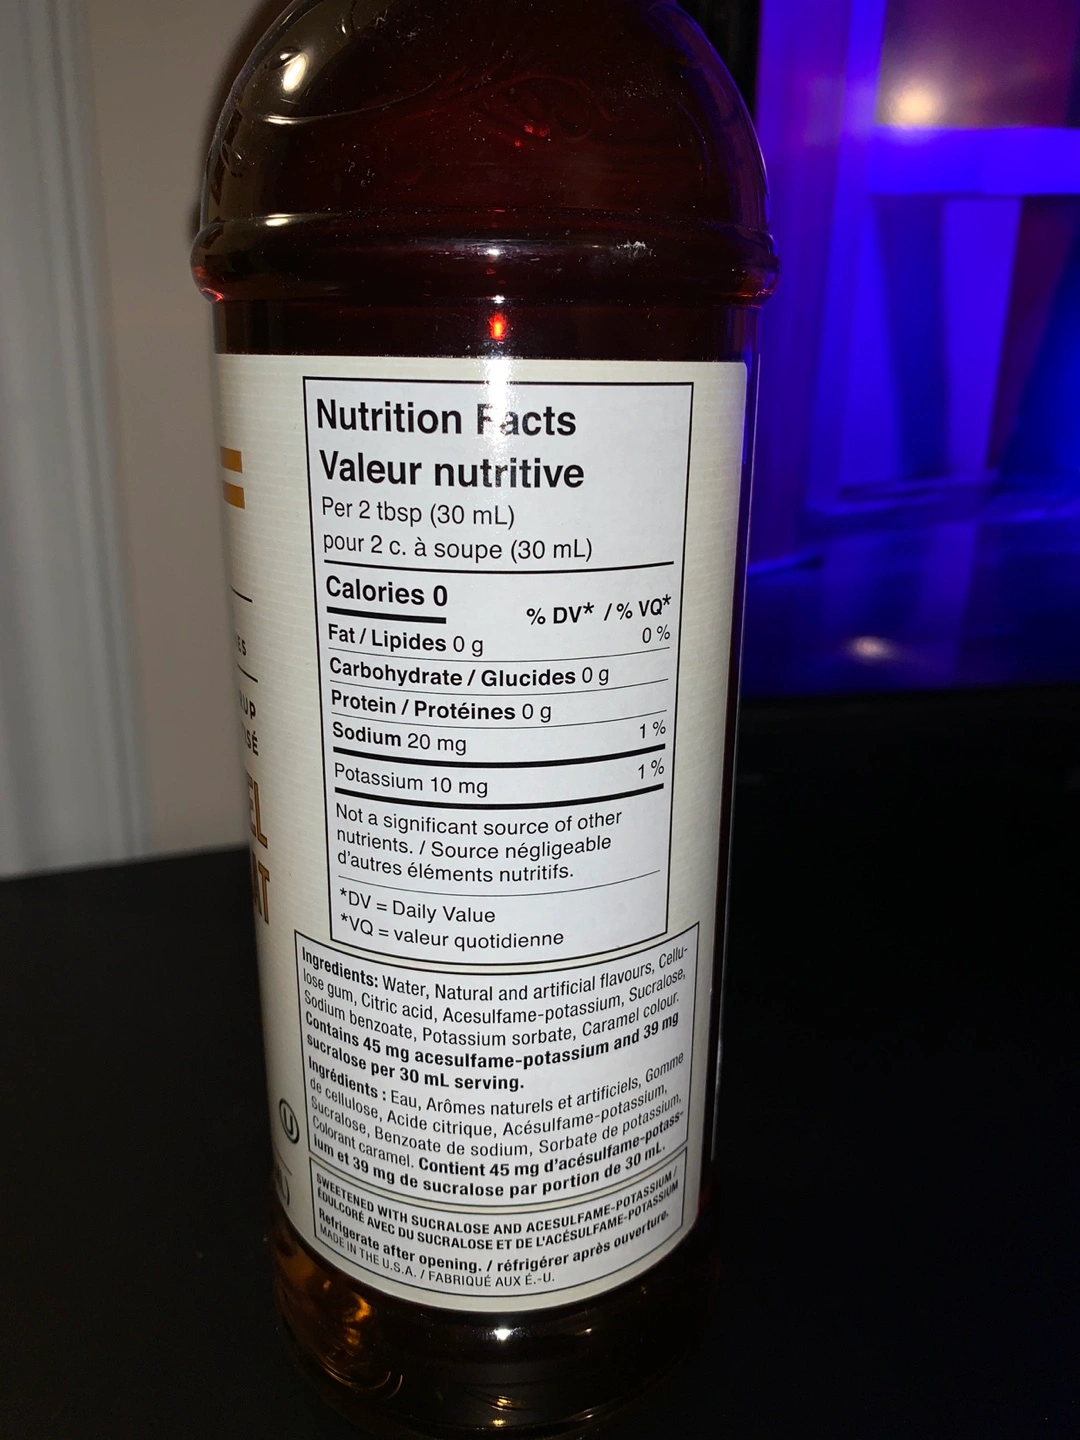 Nutrition Facts
Valeur nutritive
Per 2 tbsp (30 mL)
pour 2 c. à soupe (30 mL)
Calories 0
% DV* / % VQ*
Fat / Lipides 0 g 0 %
Carbohydrate / Glucides 0 g
Protein / Protéines 0 g
Sodium 20 mg 1 %
Potassium 10 mg 1 %
Not a significant source of other
nutrients. / Source négligeable
d'autres éléments nutritifs.
*DV = Daily Value
*VQ = valeur quotidienne
Ingredients: Water, Natural and artificial flavours, Cellu-
lose gum, Citric acid, Acesulfame-potassium, Sucralose,
Sodium benzoate, Potassium sorbate, Caramel colour.
Contains 45 mg acesulfame-potassium and 39 mg
sucralose per 30 mL serving.
Ingrédients : Eau, Arômes naturels et artificiels, Gomme
de cellulose, Acide citrique, Acésulfame-potassium,
Sucralose, Benzoate de sodium, Sorbate de potassium,
Colorant caramel. Contient 45 mg d'acésulfame-potass-
ium et 39 mg de sucralose par portion de 30 mL.
SWEETENED WITH SUCRALOSE AND ACESULFAME-POTASSIUM /
ÉDULCORÉ AVEC DU SUCRALOSE ET DE L'ACÉSULFAME-POTASSIUM
Refrigerate after opening. / réfrigérer après ouverture.
MADE IN THE U.S.A. / FABRIQUÉ AUX É.-U.